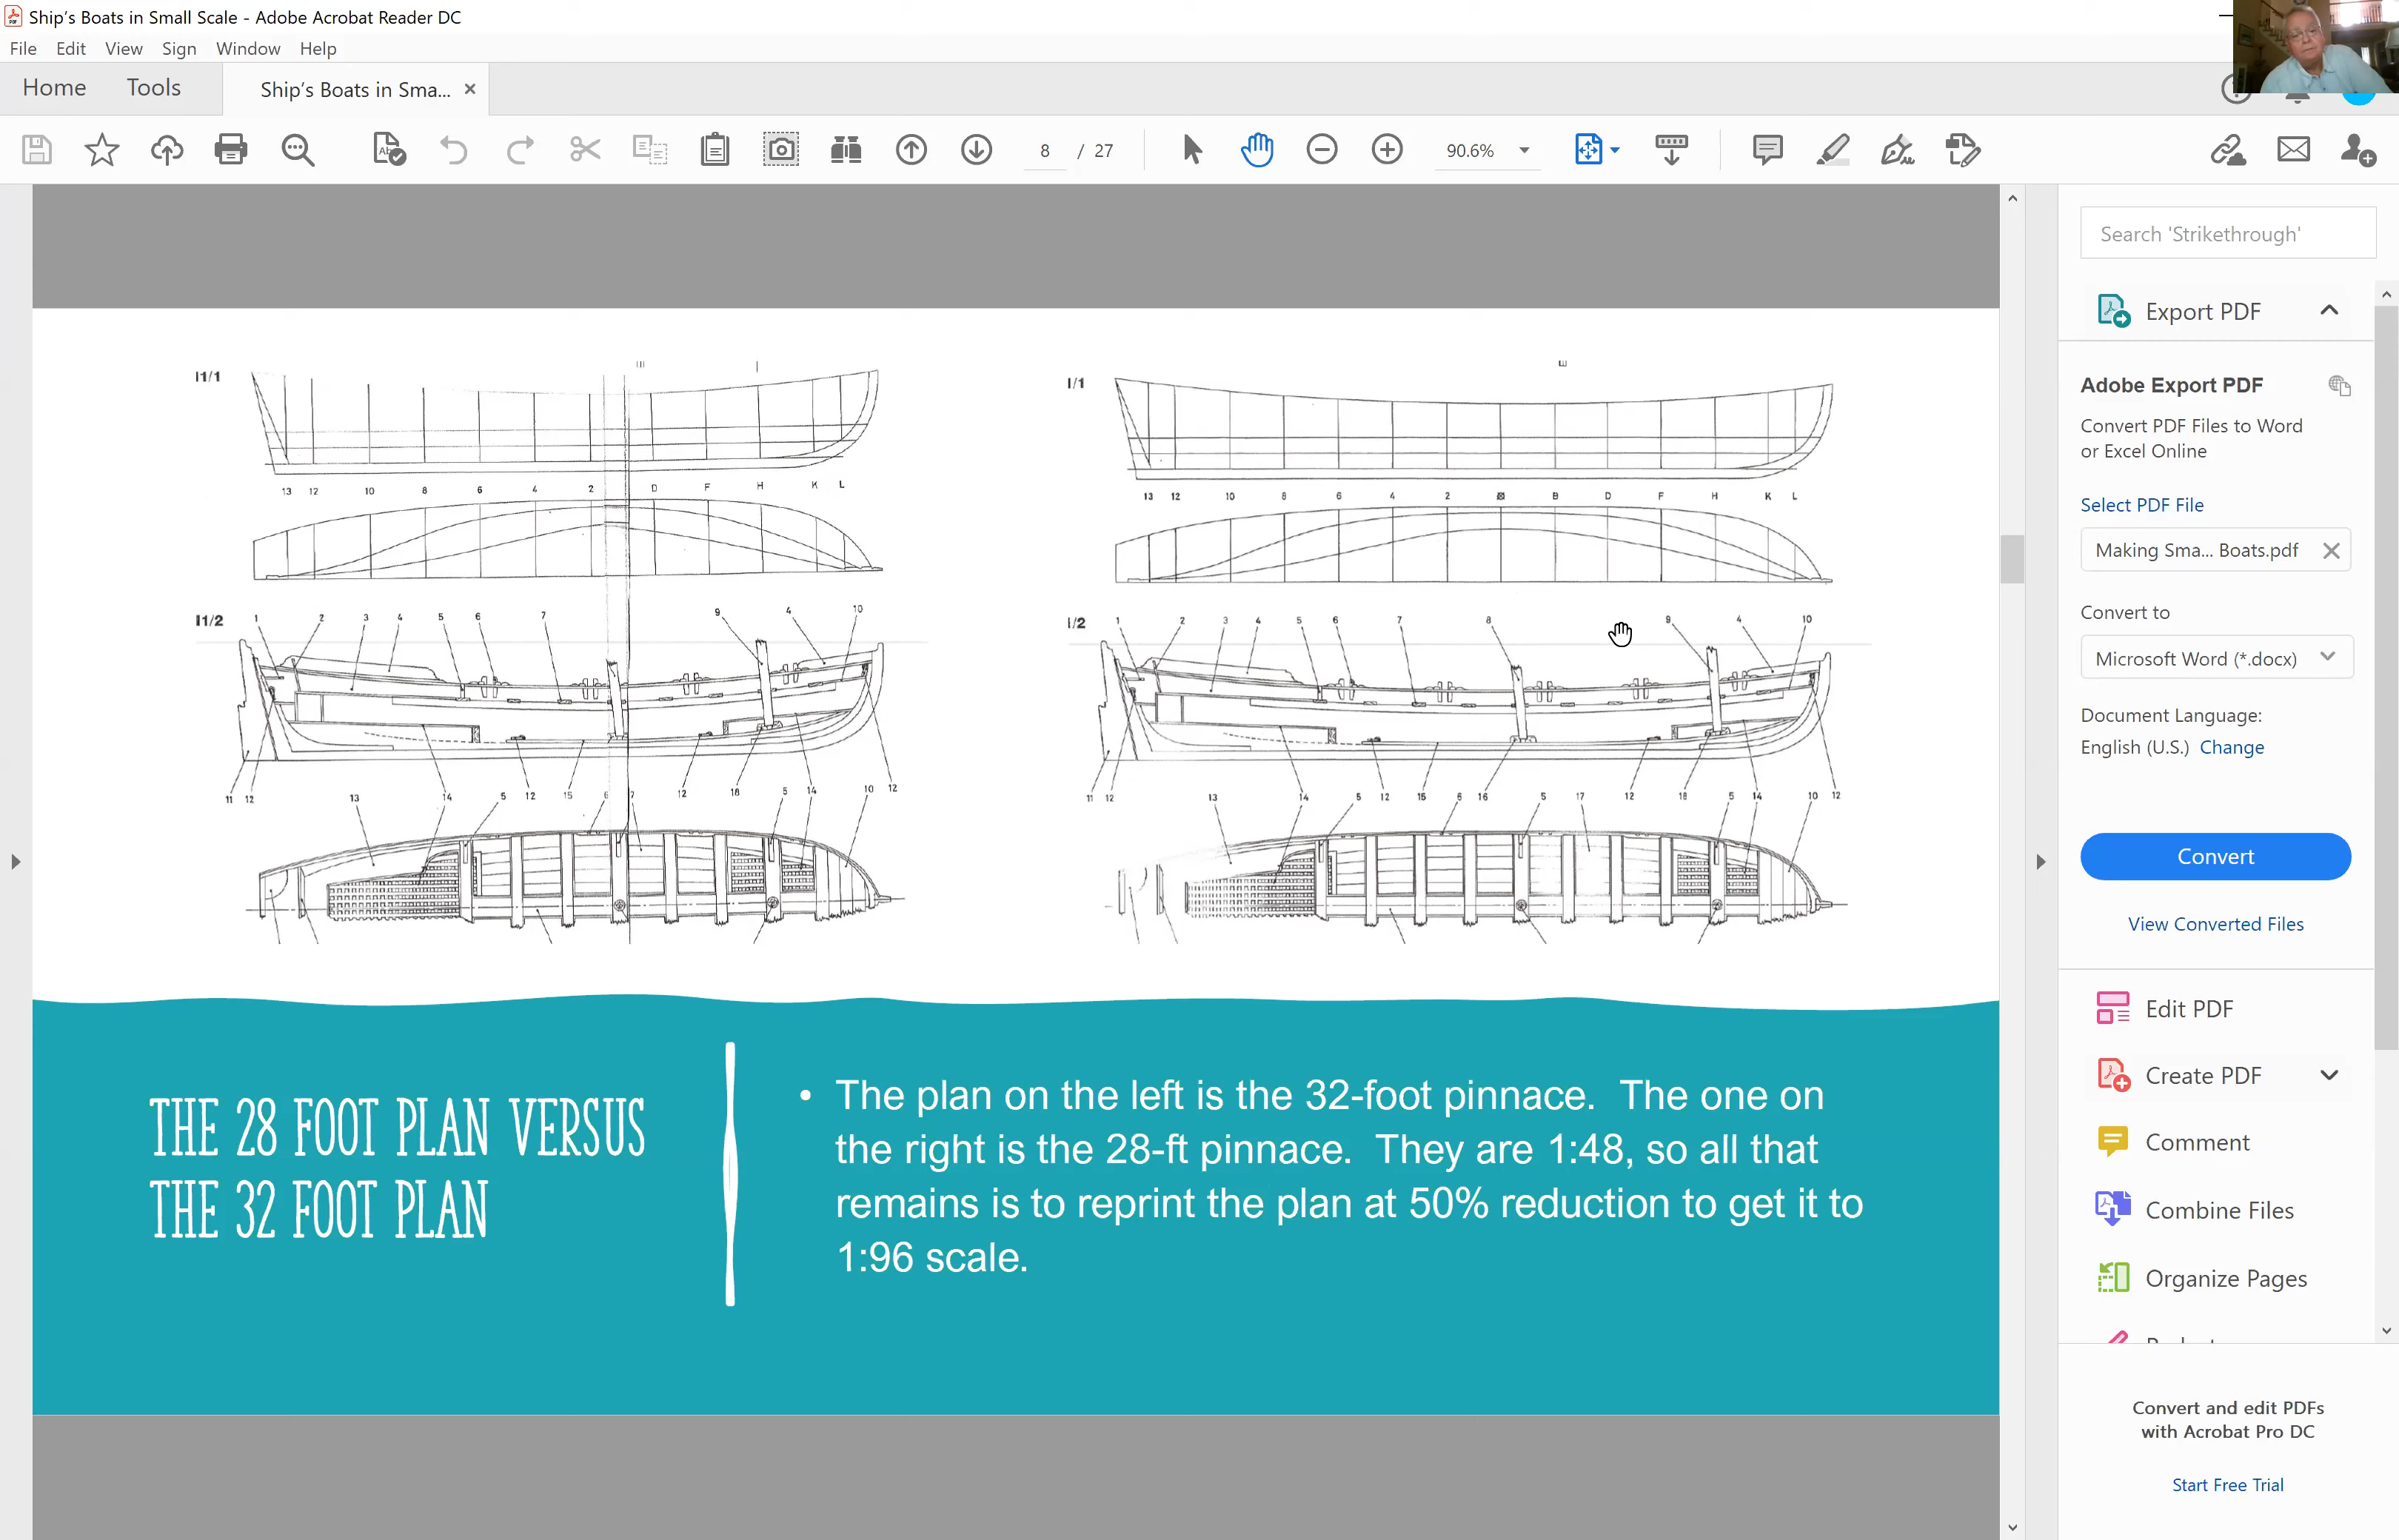 Ship's Boats in Small Scale - Adobe Acrobat Reader DC
File Edit View Sign Window Help
Home Tools Ship's Boats in Sma... ×
8 / 27 90.6%
Search 'Strikethrough'
Export PDF
Adobe Export PDF
Convert PDF Files to Word
or Excel Online
Select PDF File
Making Sma... Boats.pdf
Convert to
Microsoft Word (*.docx)
Document Language:
English (U.S.) Change
Convert
View Converted Files
Edit PDF
Create PDF
Comment
Combine Files
Organize Pages
Convert and edit PDFs
with Acrobat Pro DC
Start Free Trial
I1/1
13 12 10 8 6 4 2 D F H K L
I1/2
1 2 3 4 5 6 7 9 4 10
11 12 13 14 5 12 15 6 7 12 18 5 14 10 12
I/1
13 12 10 8 6 4 2 B D F H K L
I/2
1 2 3 4 5 6 7 8 9 4 10
11 12 13 14 5 12 15 6 16 5 17 12 18 5 14 10 12
THE 28 FOOT PLAN VERSUS
THE 32 FOOT PLAN
• The plan on the left is the 32-foot pinnace. The one on
the right is the 28-ft pinnace. They are 1:48, so all that
remains is to reprint the plan at 50% reduction to get it to
1:96 scale.